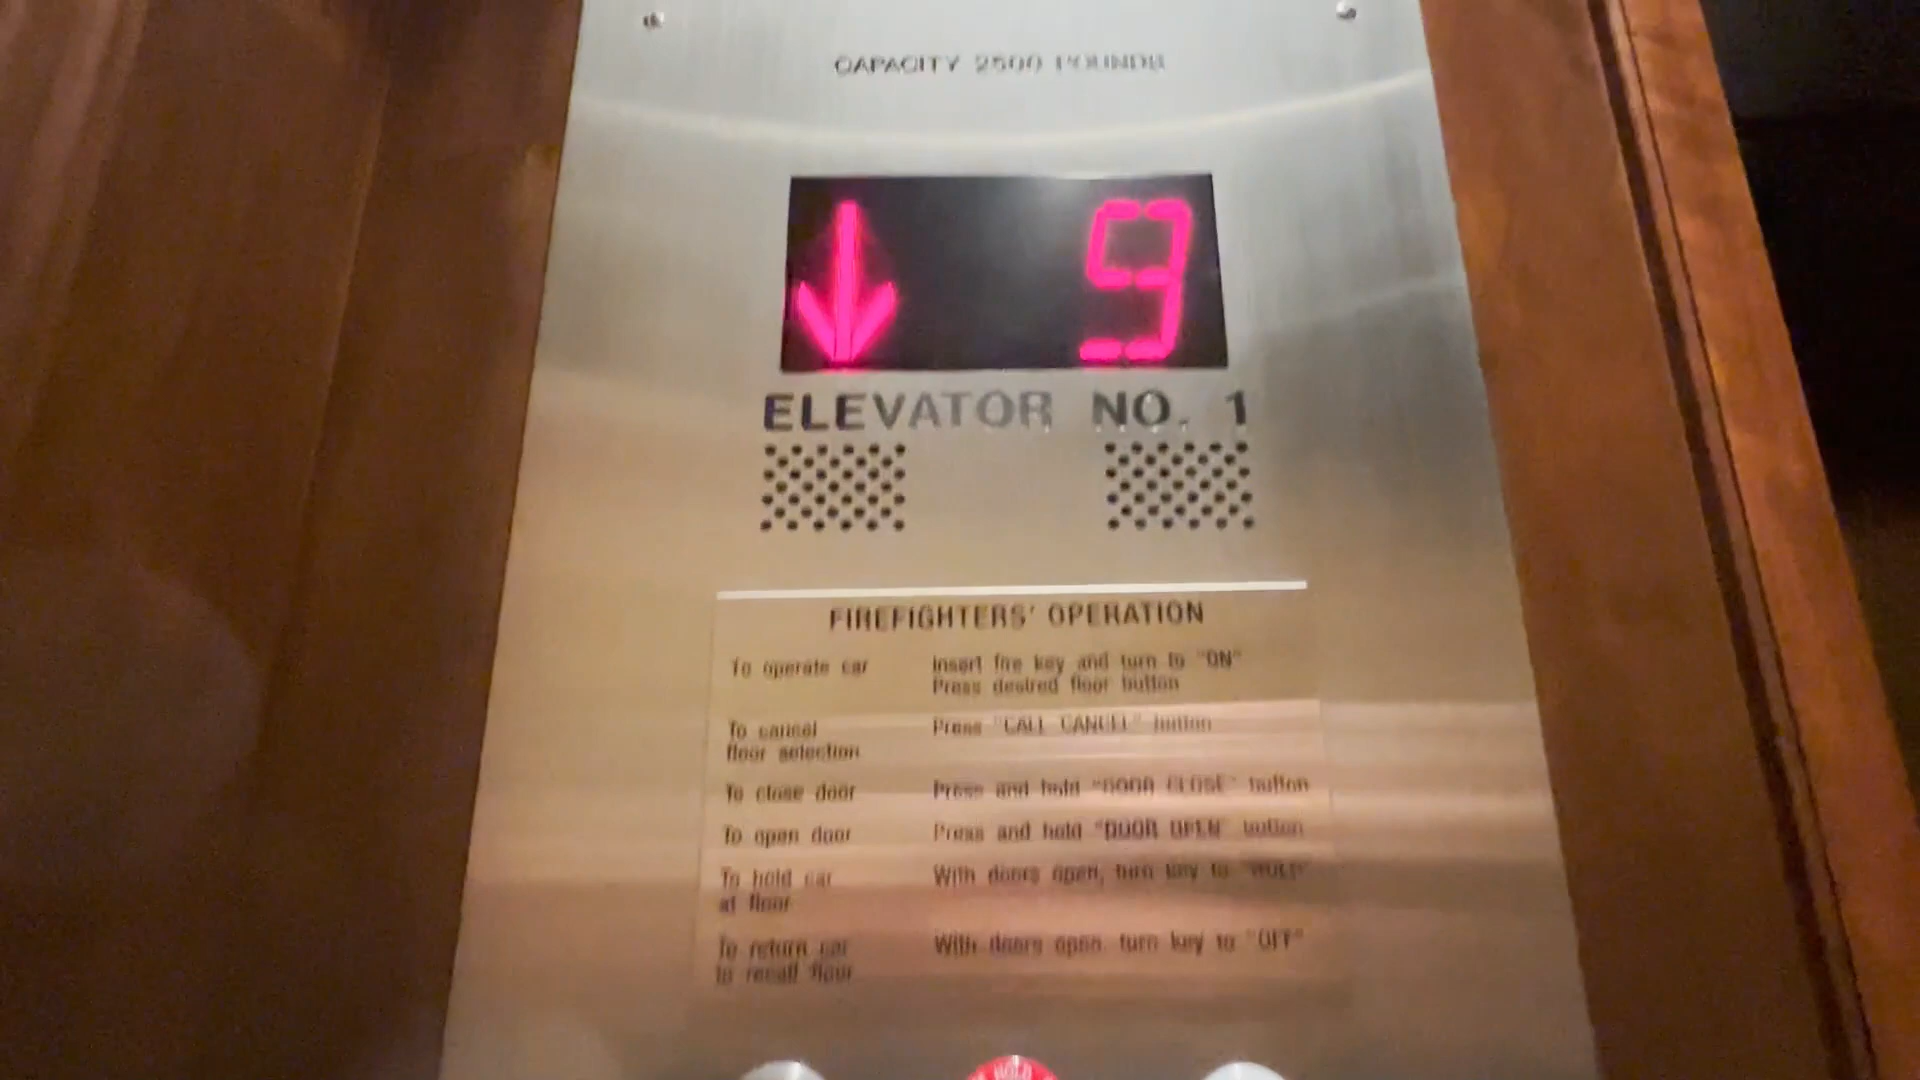 CAPACITY 2500 POUNDS
9
ELEVATOR NO. 1
FIREFIGHTERS' OPERATION
To operate car Insert fire key and turn to "ON"
Press desired floor button
To cancel Press "CALL CANCEL" button
floor selection
To close door Press and hold "DOOR CLOSE" button
To open door Press and hold "DOOR OPEN" button
To hold car With doors open, turn key to "HOLD"
at floor
To return car With doors open, turn key to "OFF"
to recall floor
HOLD